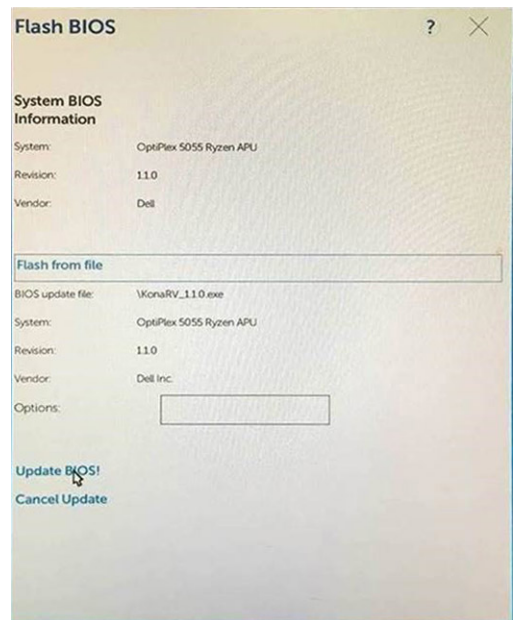 Flash BIOS ?
System BIOS
Information
System: OptiPlex 5055 Ryzen APU
Revision: 1.1.0
Vendor: Dell
Flash from file
BIOS update file: \KonaRV_1.1.0.exe
System: OptiPlex 5055 Ryzen APU
Revision: 1.1.0
Vendor: Dell Inc.
Options:
Update BIOS!
Cancel Update